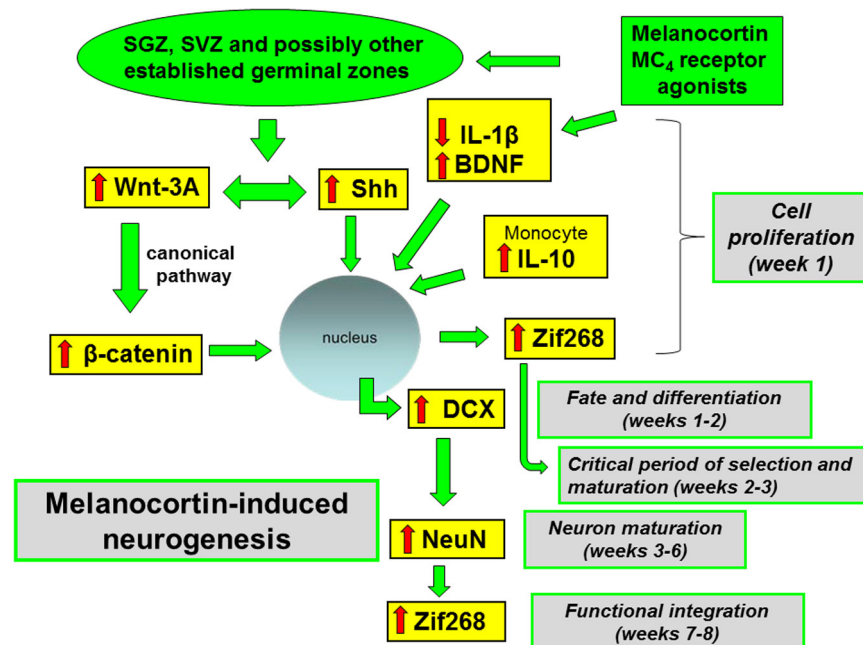 SGZ, SVZ and possibly other
established germinal zones
Melanocortin
MC₄ receptor
agonists
IL-1β
BDNF
Wnt-3A
Shh
Monocyte
IL-10
Cell
proliferation
(week 1)
canonical
pathway
nucleus
β-catenin
Zif268
DCX
Fate and differentiation
(weeks 1-2)
Critical period of selection and
maturation (weeks 2-3)
Melanocortin-induced
neurogenesis
NeuN
Neuron maturation
(weeks 3-6)
Zif268
Functional integration
(weeks 7-8)